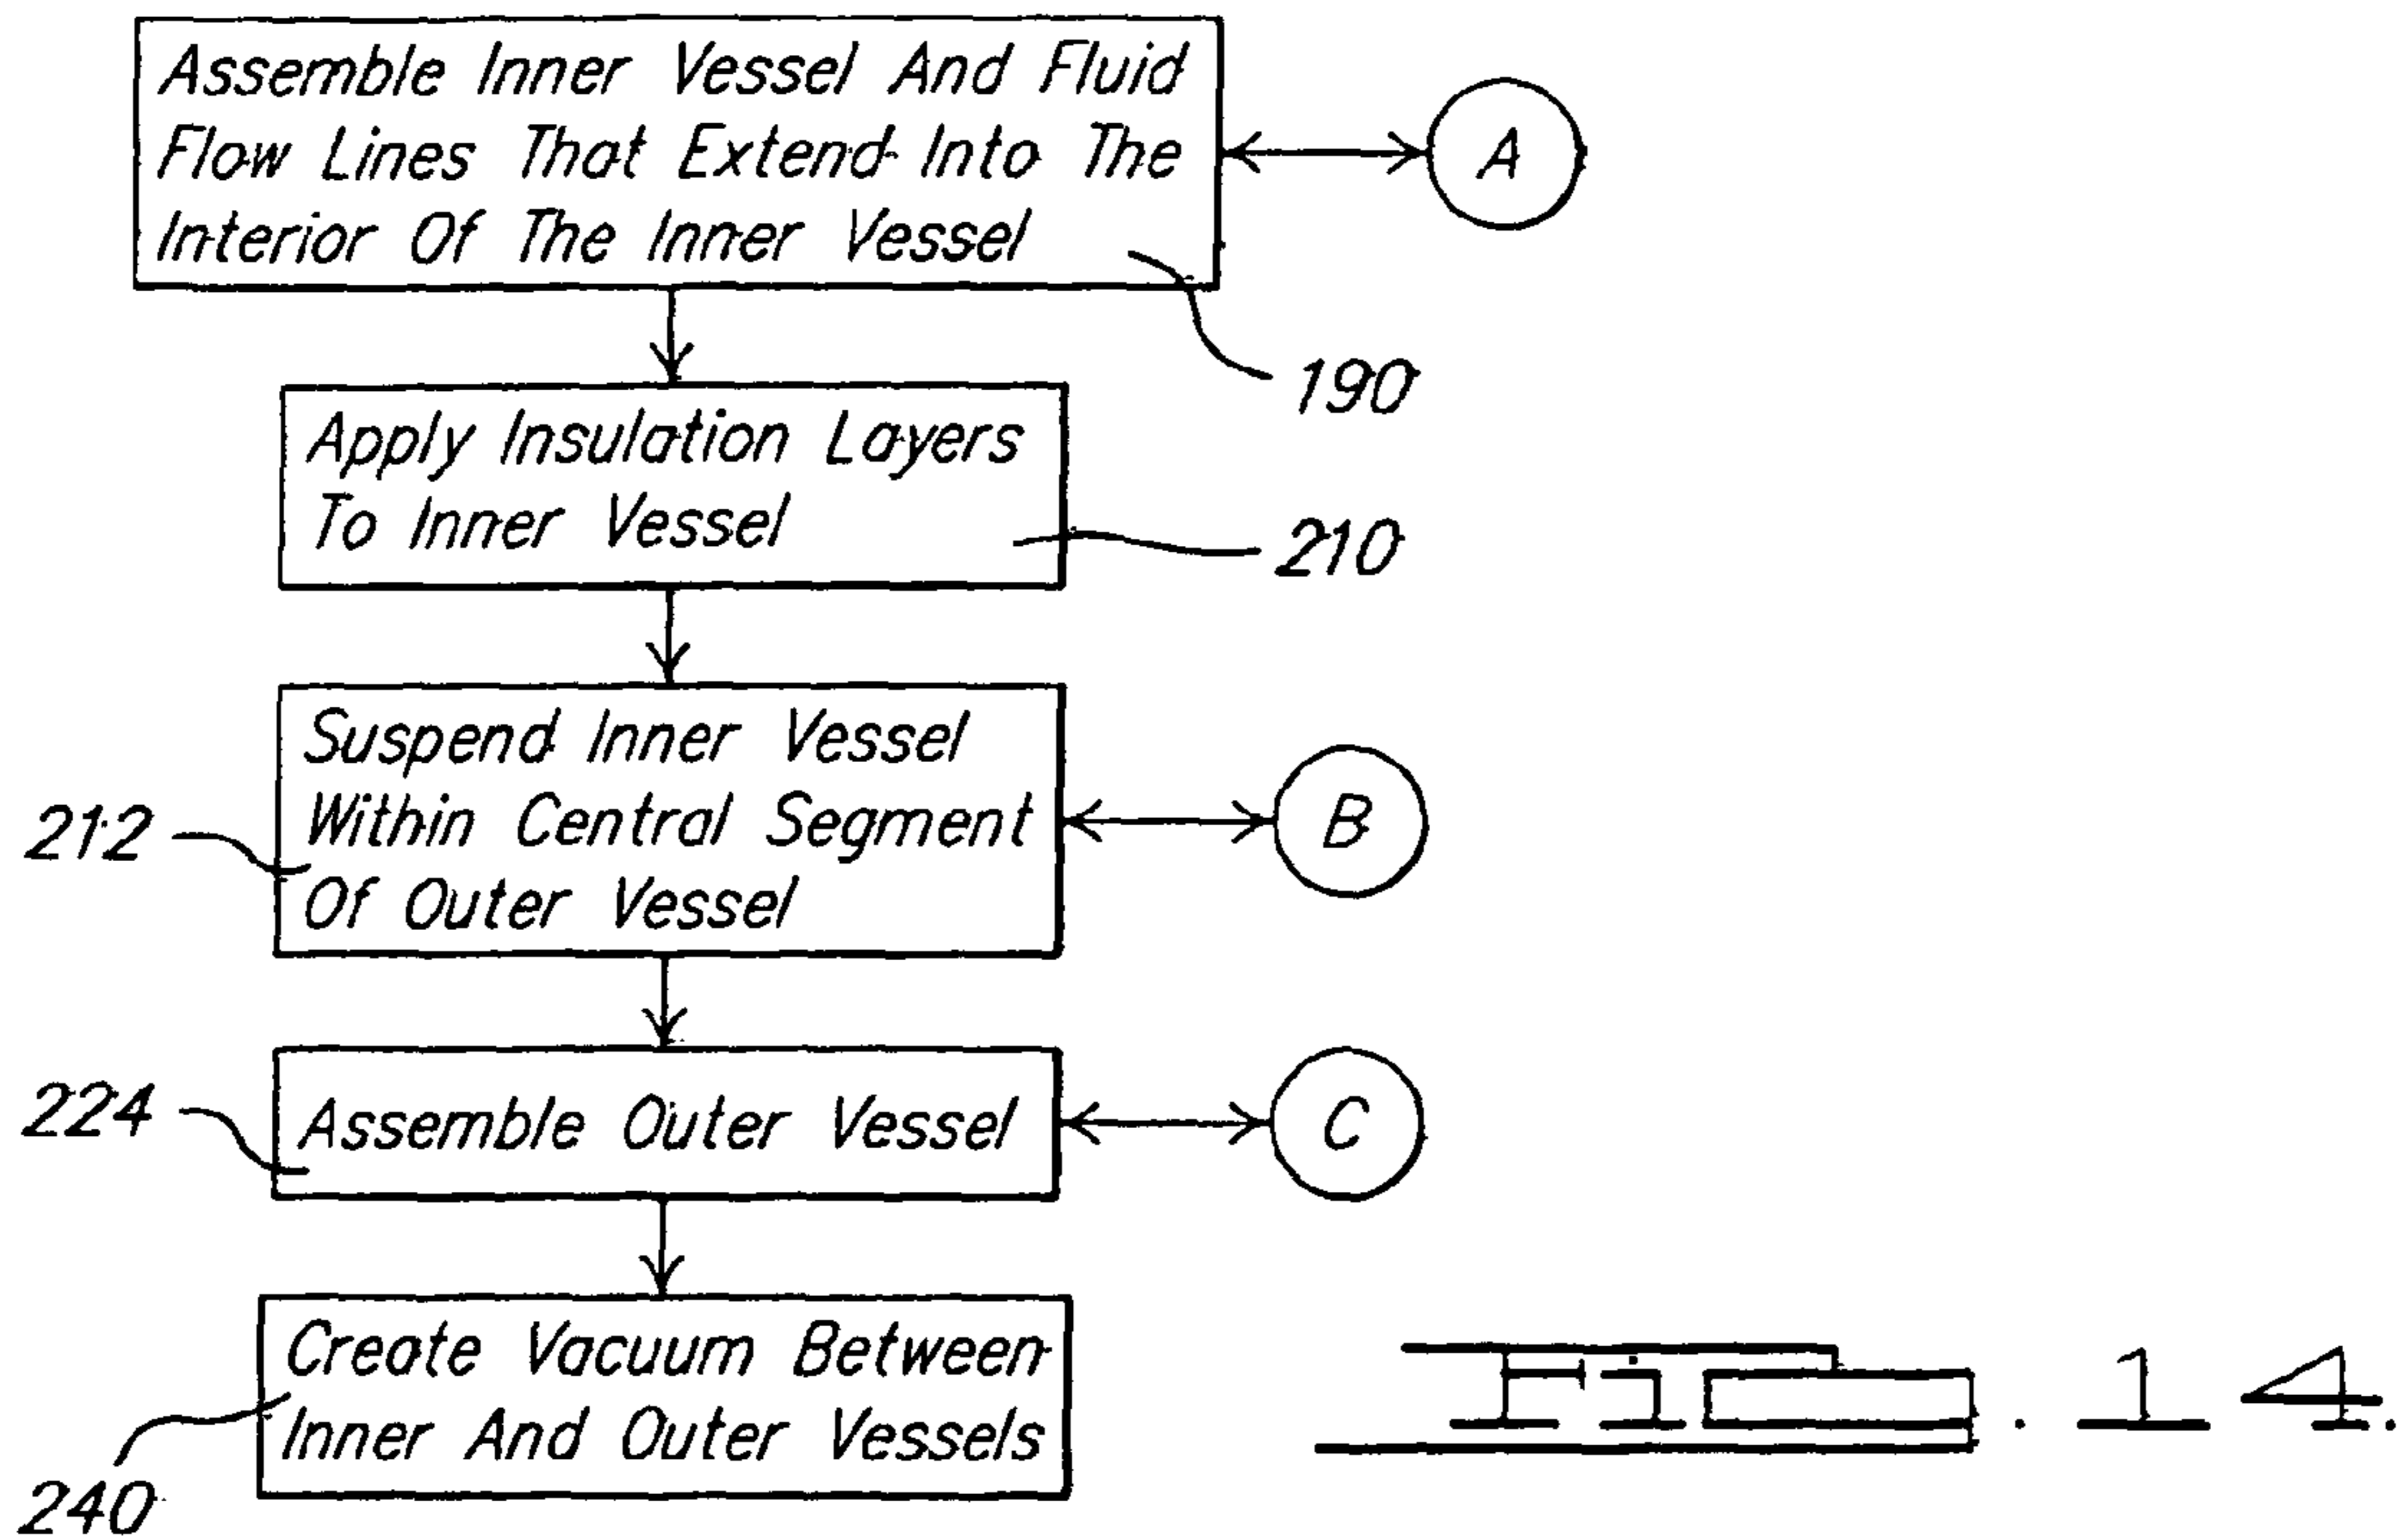 Assemble Inner Vessel And Fluid
Flow Lines That Extend Into The
Interior Of The Inner Vessel
A
190
Apply Insulation Layers
To Inner Vessel
210
Suspend Inner Vessel
Within Central Segment
Of Outer Vessel
212
B
224
Assemble Outer Vessel
C
Create Vacuum Between
Inner And Outer Vessels
240
Fig. 14.